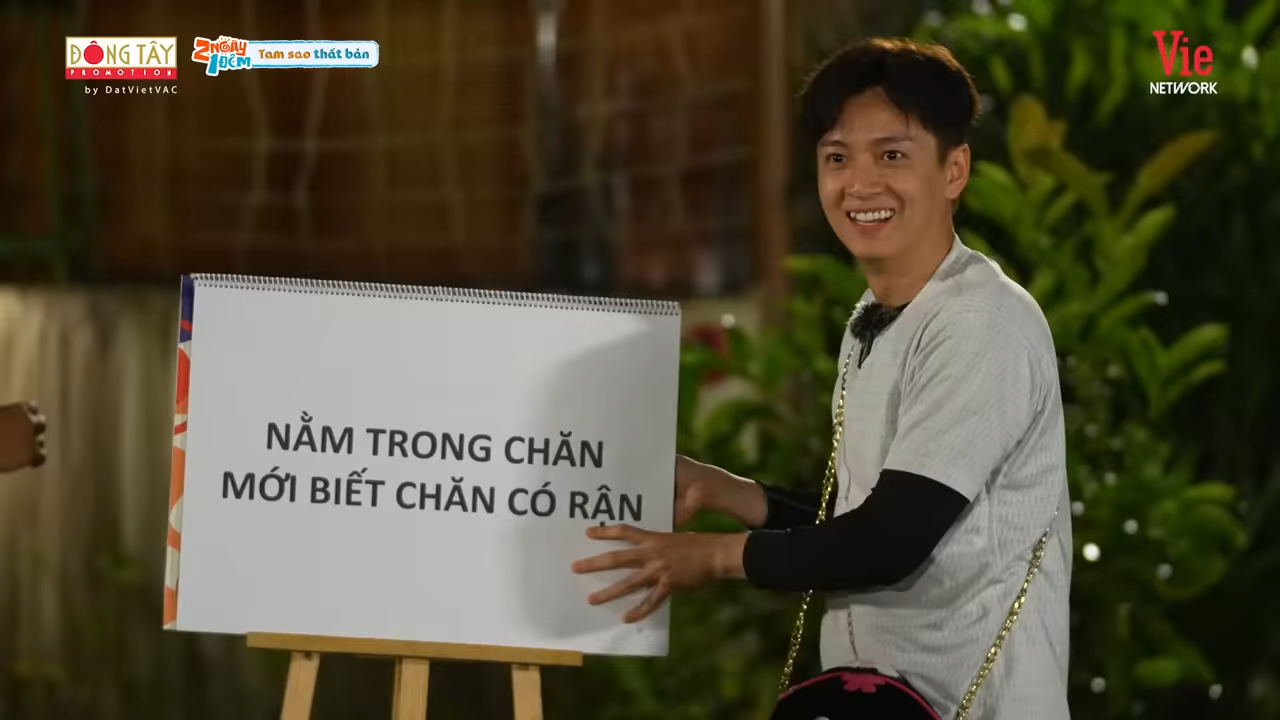 ĐÔNG TÂY
PROMOTION
by DatVietVAC
2 NGÀY 1 ĐÊM
Tam sao thất bản
Vie
NETWORK
NẰM TRONG CHĂN
MỚI BIẾT CHĂN CÓ RẬN